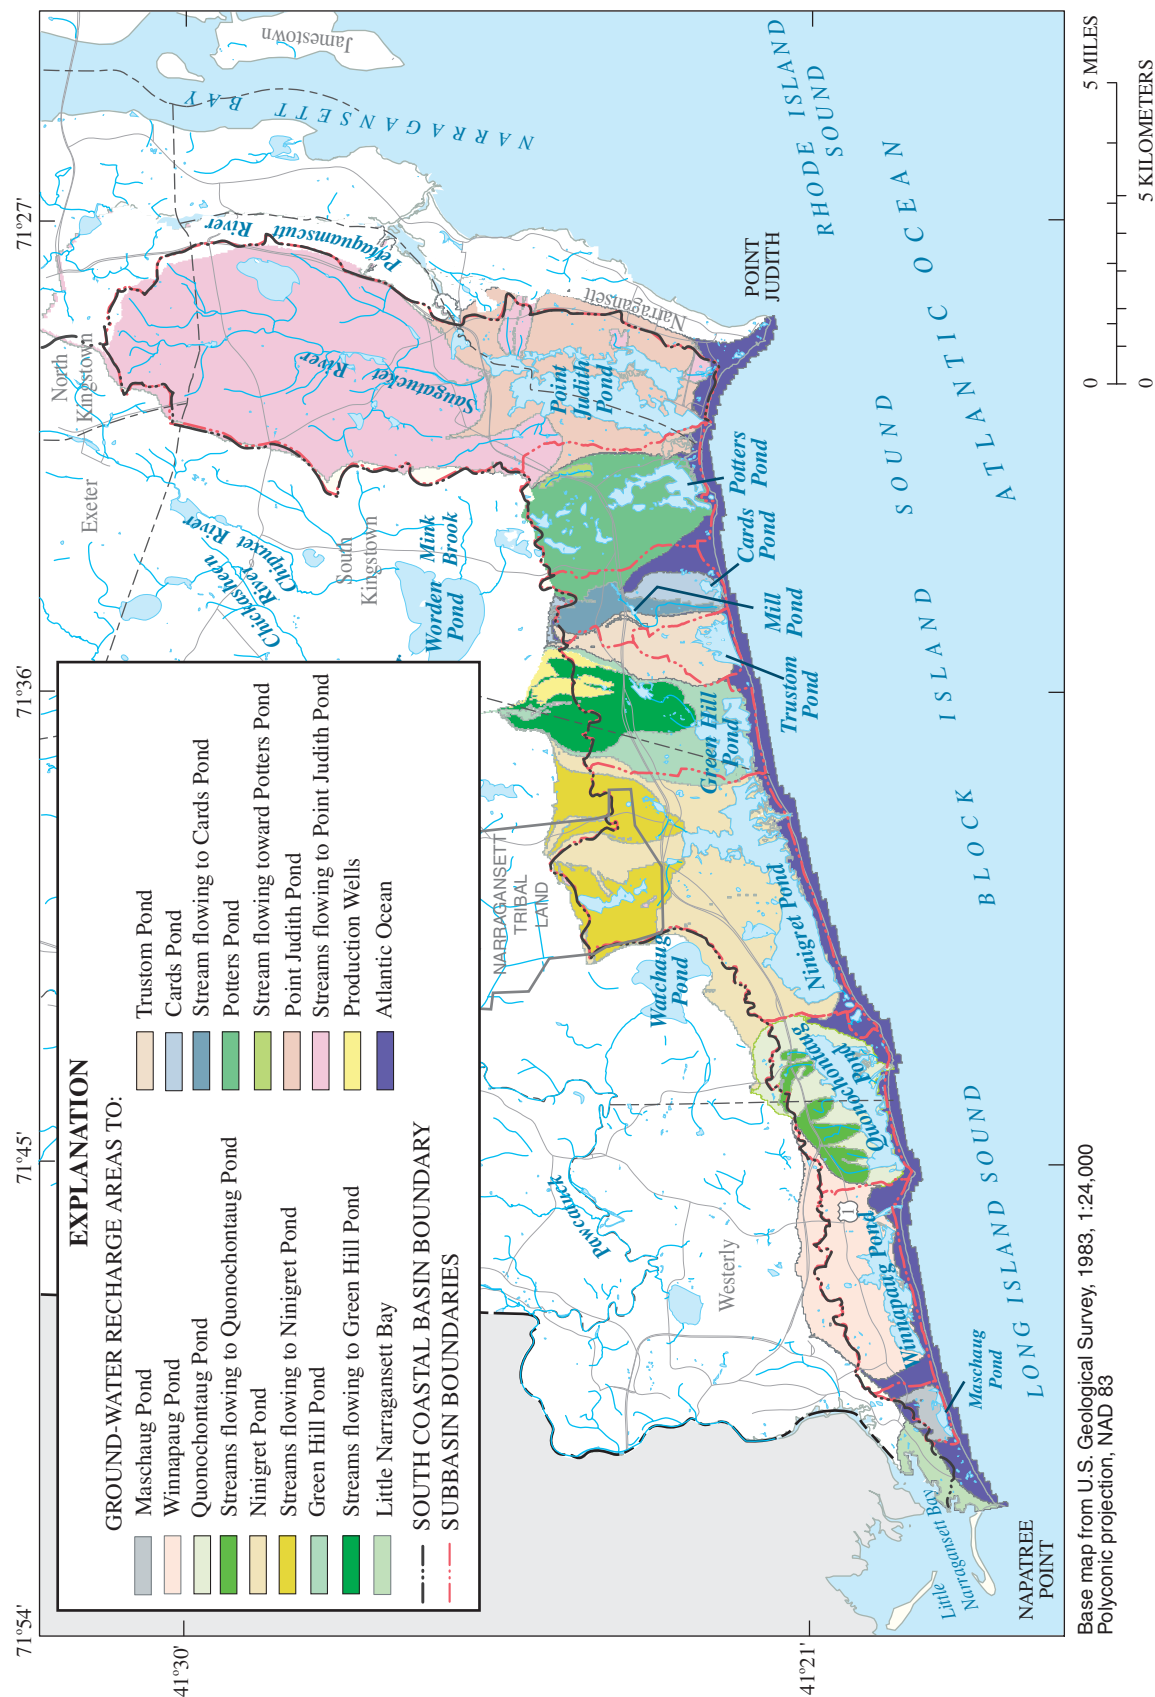 EXPLANATION
GROUND-WATER RECHARGE AREAS TO:
Maschaug Pond
Winnapaug Pond
Quonochontaug Pond
Streams flowing to Quonochontaug Pond
Ninigret Pond
Streams flowing to Ninigret Pond
Green Hill Pond
Streams flowing to Green Hill Pond
Little Narragansett Bay
Trustom Pond
Cards Pond
Stream flowing to Cards Pond
Potters Pond
Stream flowing toward Potters Pond
Point Judith Pond
Streams flowing to Point Judith Pond
Production Wells
Atlantic Ocean
SOUTH COASTAL BASIN BOUNDARY
SUBBASIN BOUNDARIES
71°54'
71°45'
71°36'
71°27'
41°30'
41°21'
North
Kingstown
Exeter
Jamestown
NARRAGANSETT BAY
Pettaquamscutt
River
Saugatucket
River
Chipuxet River
Chickasheen
River
South
Kingstown
Mink
Brook
Worden
Pond
Narragansett
Point
Judith
Pond
POINT
JUDITH
RHODE ISLAND
SOUND
NARRAGANSETT
TRIBAL
LAND
Watchaug
Pond
Pawcatuck
Westerly
11
Potters
Pond
Cards
Pond
Mill
Pond
Trustom
Pond
Green Hill
Pond
Ninigret Pond
Quonochontaug
Pond
Winnapaug Pond
Maschaug
Pond
Little
Narragansett Bay
NAPATREE
POINT
LONG ISLAND SOUND
BLOCK ISLAND SOUND
ATLANTIC OCEAN
0
5 MILES
0
5 KILOMETERS
Base map from U.S. Geological Survey, 1983, 1:24,000
Polyconic projection, NAD 83